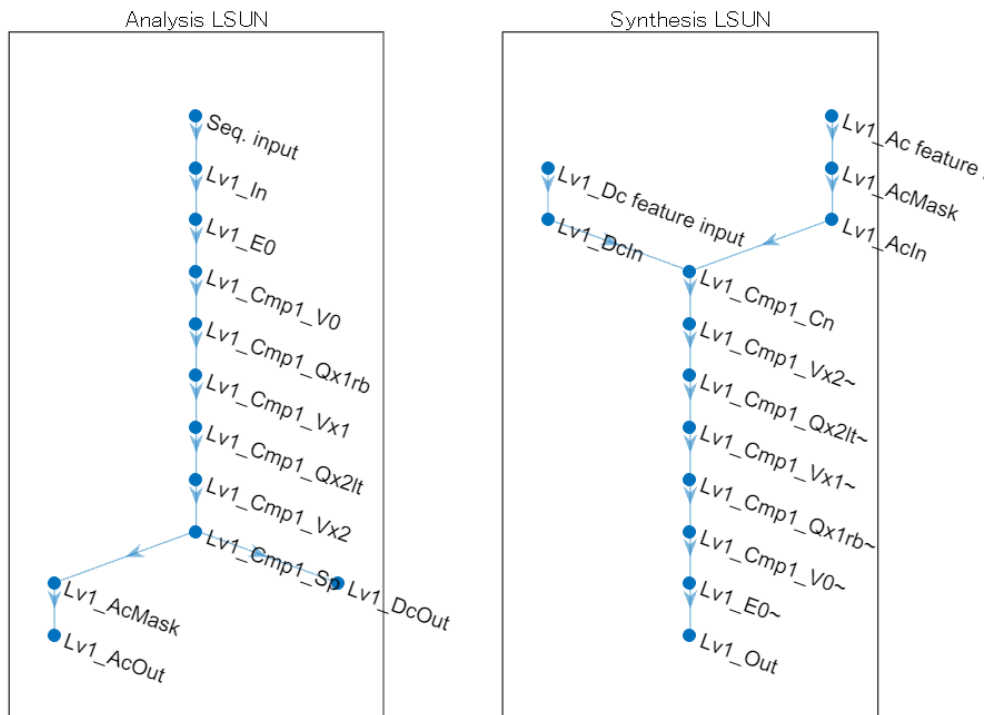 Analysis LSUN
Seq. input
Lv1_In
Lv1_E0
Lv1_Cmp1_V0
Lv1_Cmp1_Qx1rb
Lv1_Cmp1_Vx1
Lv1_Cmp1_Qx2lt
Lv1_Cmp1_Vx2
Lv1_Cmp1_Sp
Lv1_AcMask
Lv1_DcOut
Lv1_AcOut
Synthesis LSUN
Lv1_Ac feature
Lv1_Dc feature input
Lv1_AcMask
Lv1_DcIn
Lv1_AcIn
Lv1_Cmp1_Cn
Lv1_Cmp1_Vx2~
Lv1_Cmp1_Qx2lt~
Lv1_Cmp1_Vx1~
Lv1_Cmp1_Qx1rb~
Lv1_Cmp1_V0~
Lv1_E0~
Lv1_Out